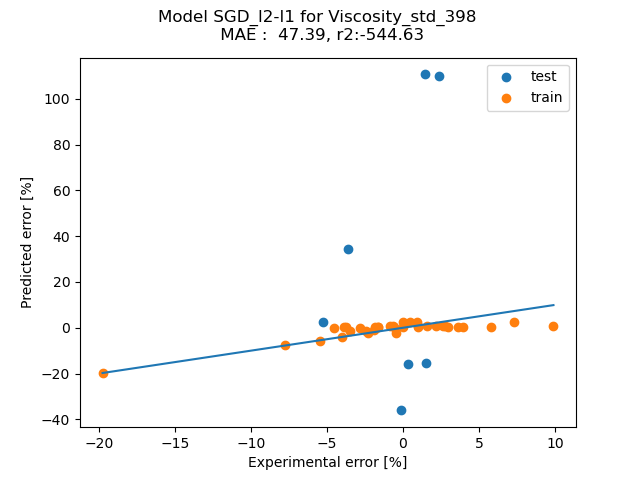 Model SGD_l2-l1 for Viscosity_std_398
MAE :  47.39, r2:-544.63
test
train
Predicted error [%]
100
80
60
40
20
0
−20
−40
−20
−15
−10
−5
0
5
10
Experimental error [%]